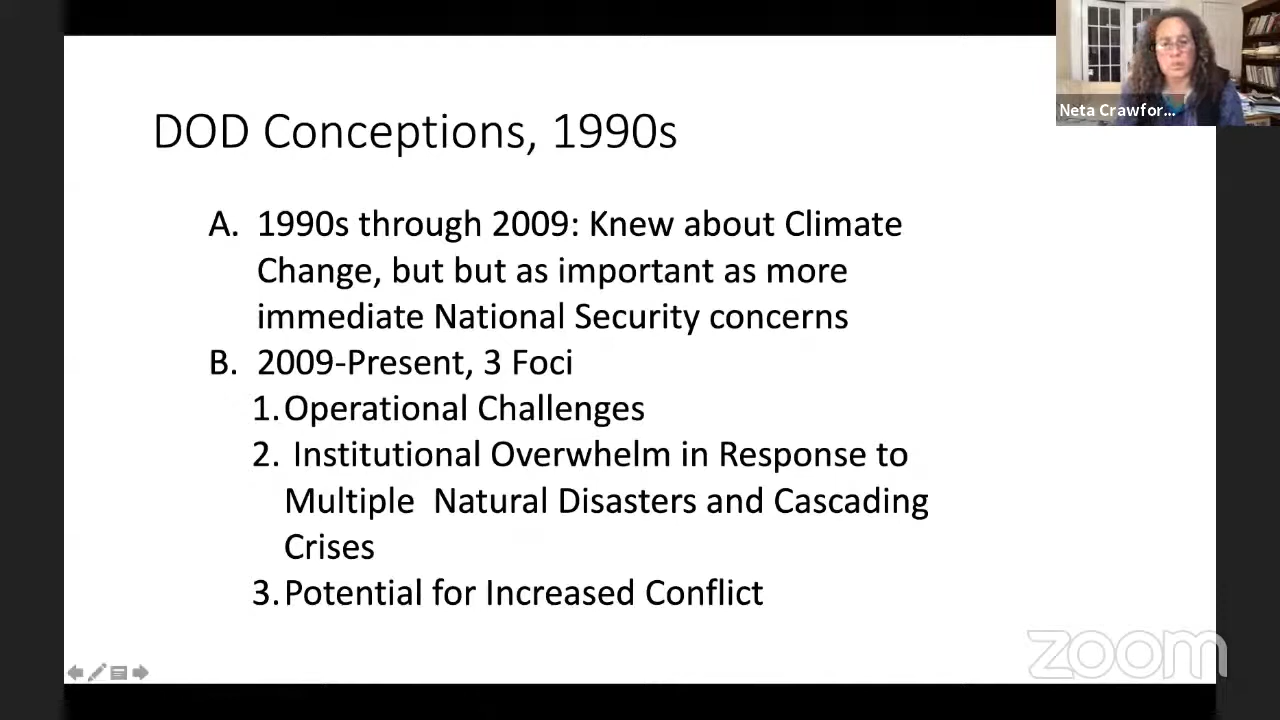 Neta Crawfor...
DOD Conceptions, 1990s
A. 1990s through 2009: Knew about Climate
Change, but but as important as more
immediate National Security concerns
B. 2009-Present, 3 Foci
1. Operational Challenges
2. Institutional Overwhelm in Response to
Multiple Natural Disasters and Cascading
Crises
3. Potential for Increased Conflict
zoom